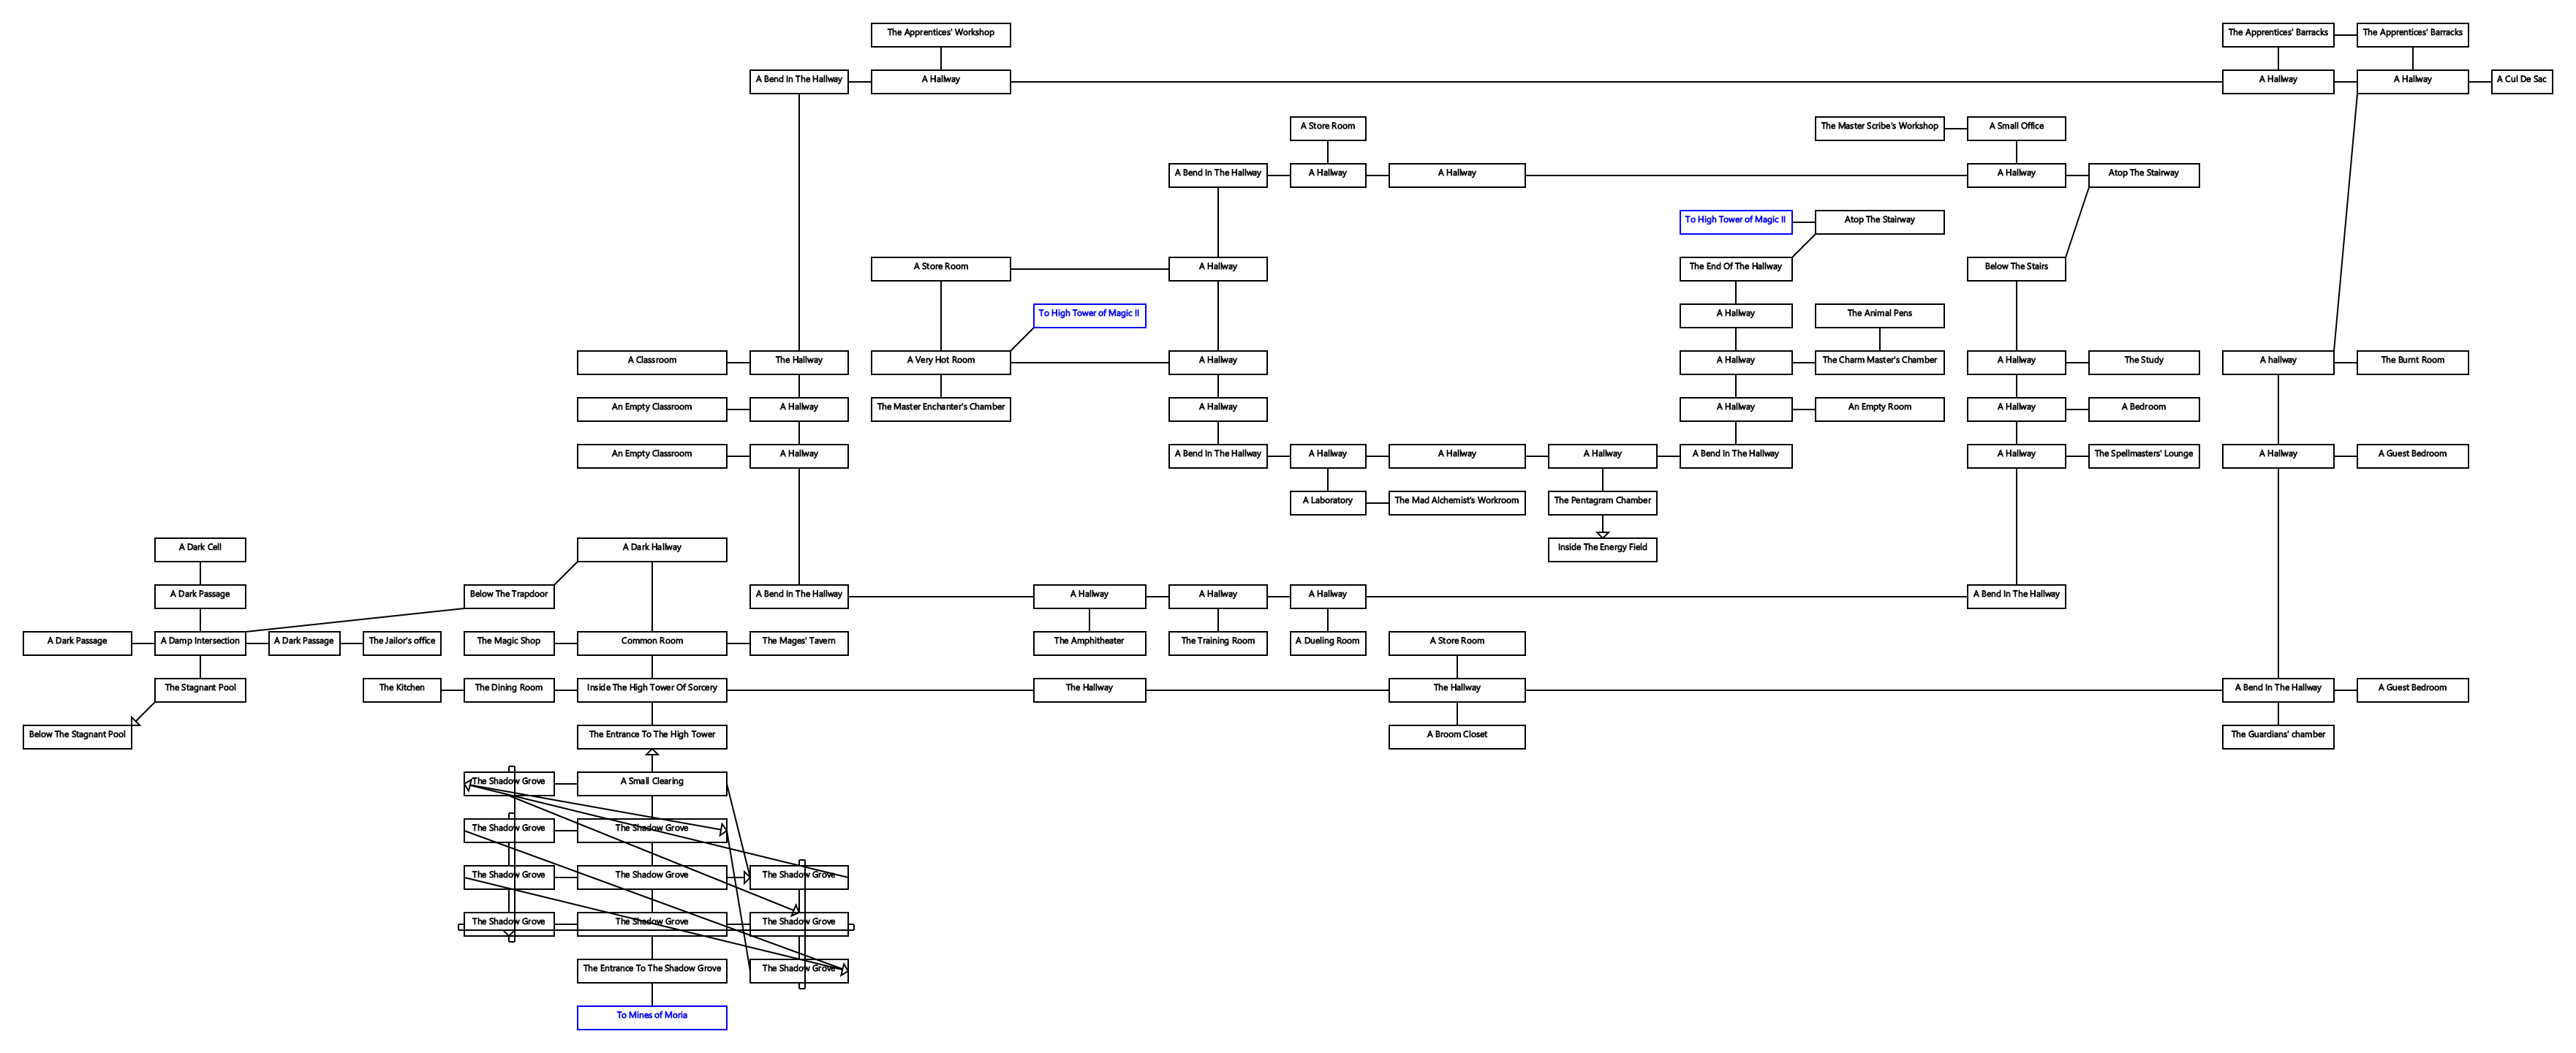 The Apprentices' Workshop
The Apprentices' Barracks
The Apprentices' Barracks
A Bend In The Hallway
A Hallway
A Hallway
A Hallway
A Cul De Sac
A Store Room
The Master Scribe's Workshop
A Small Office
A Bend In The Hallway
A Hallway
A Hallway
A Hallway
Atop The Stairway
To High Tower of Magic II
Atop The Stairway
A Store Room
A Hallway
The End Of The Hallway
Below The Stairs
To High Tower of Magic II
A Hallway
The Animal Pens
A Classroom
The Hallway
A Very Hot Room
A Hallway
A Hallway
The Charm Master's Chamber
A Hallway
The Study
A hallway
The Burnt Room
An Empty Classroom
A Hallway
The Master Enchanter's Chamber
A Hallway
A Hallway
An Empty Room
A Hallway
A Bedroom
An Empty Classroom
A Hallway
A Bend In The Hallway
A Hallway
A Hallway
A Hallway
A Bend In The Hallway
A Hallway
The Spellmasters' Lounge
A Hallway
A Guest Bedroom
A Laboratory
The Mad Alchemist's Workroom
The Pentagram Chamber
A Dark Cell
A Dark Hallway
Inside The Energy Field
A Dark Passage
Below The Trapdoor
A Bend In The Hallway
A Hallway
A Hallway
A Hallway
A Bend In The Hallway
A Dark Passage
A Damp Intersection
A Dark Passage
The Jailor's office
The Magic Shop
Common Room
The Mages' Tavern
The Amphitheater
The Training Room
A Dueling Room
A Store Room
The Stagnant Pool
The Kitchen
The Dining Room
Inside The High Tower Of Sorcery
The Hallway
The Hallway
A Bend In The Hallway
A Guest Bedroom
Below The Stagnant Pool
The Entrance To The High Tower
A Broom Closet
The Guardians' chamber
The Shadow Grove
A Small Clearing
The Shadow Grove
The Shadow Grove
The Shadow Grove
The Shadow Grove
The Shadow Grove
The Shadow Grove
The Shadow Grove
The Shadow Grove
The Entrance To The Shadow Grove
The Shadow Grove
To Mines of Moria